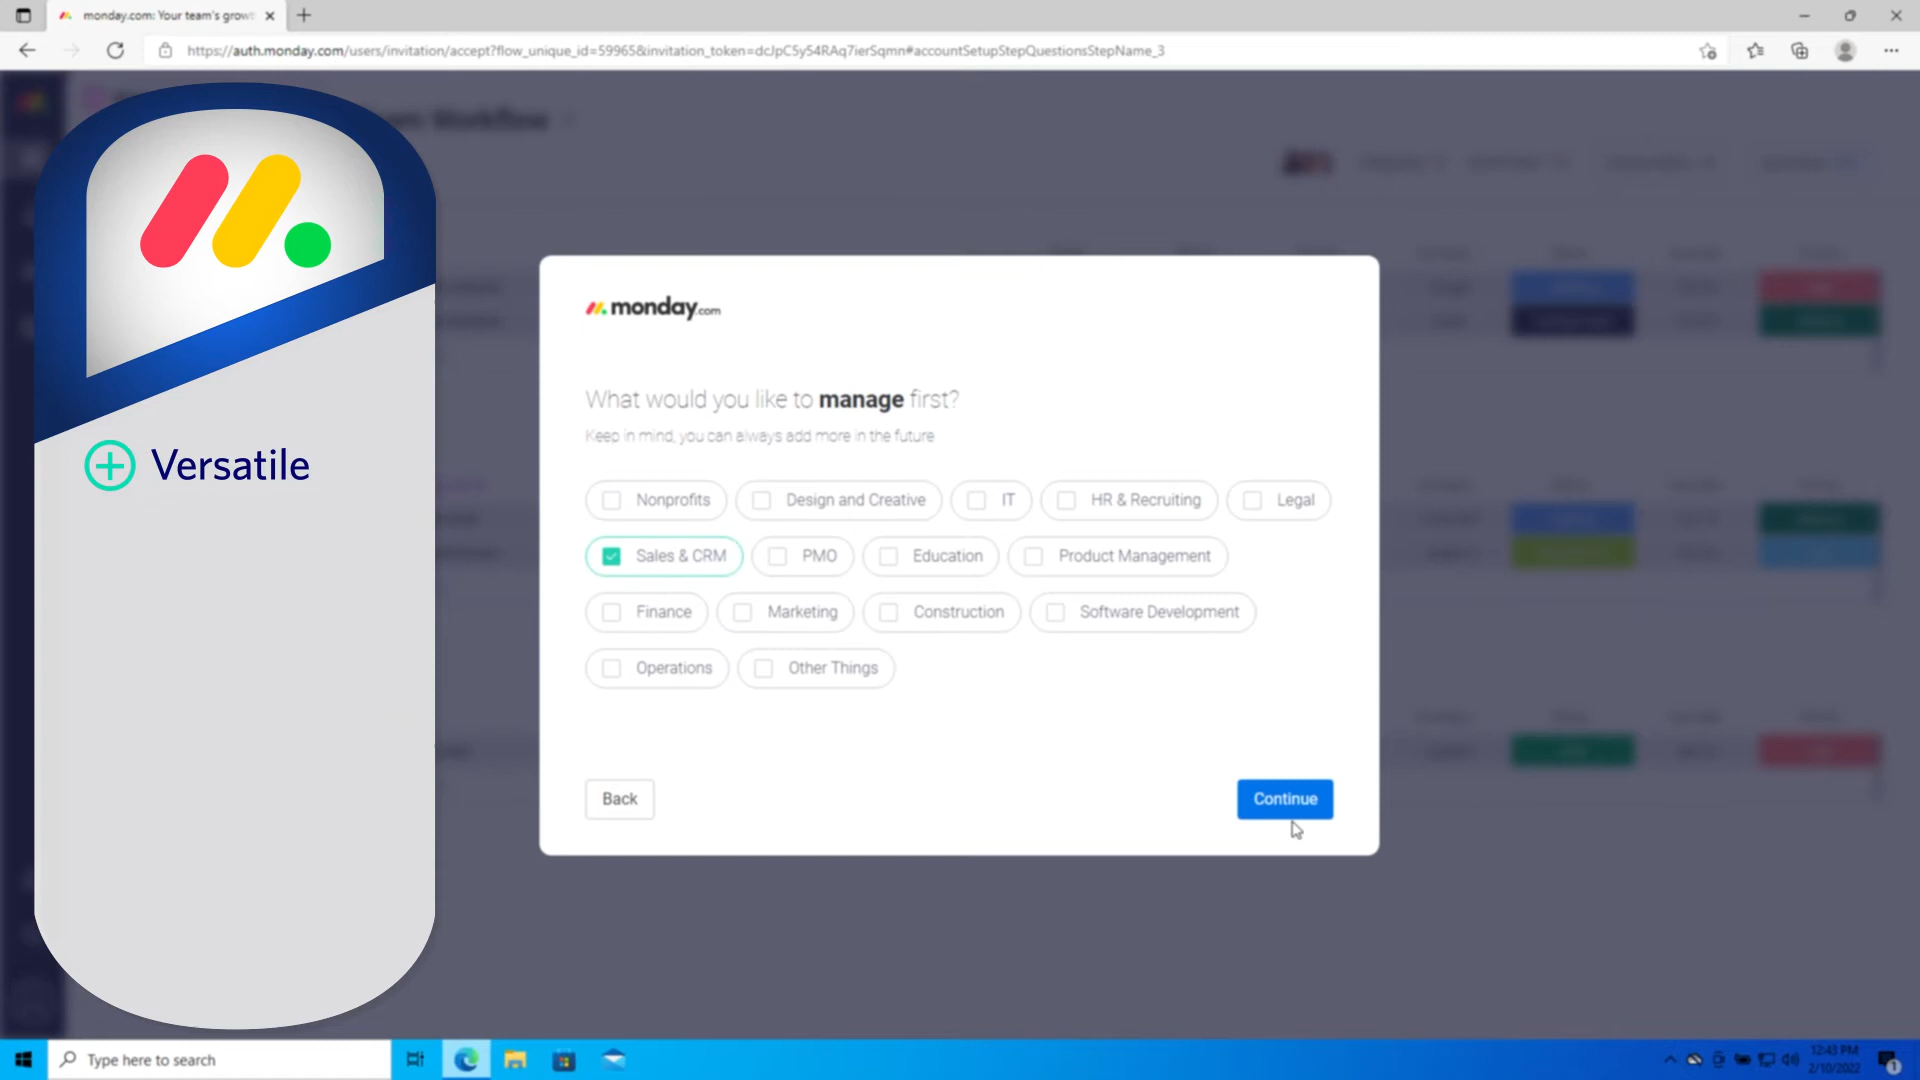 monday.com: Your team's growt
https://auth.monday.com/users/invitation/accept?flow_unique_id=59965&invitation_token=dcJpC5y54RAq7ierSqmn#accountSetupStepQuestionsStepName_3
Workflow
Versatile
monday.com
What would you like to manage first?
Keep in mind, you can always add more in the future
Nonprofits Design and Creative IT HR & Recruiting Legal
Sales & CRM PMO Education Product Management
Finance Marketing Construction Software Development
Operations Other Things
Back Continue
Type here to search
12:43 PM
2/10/2022
1